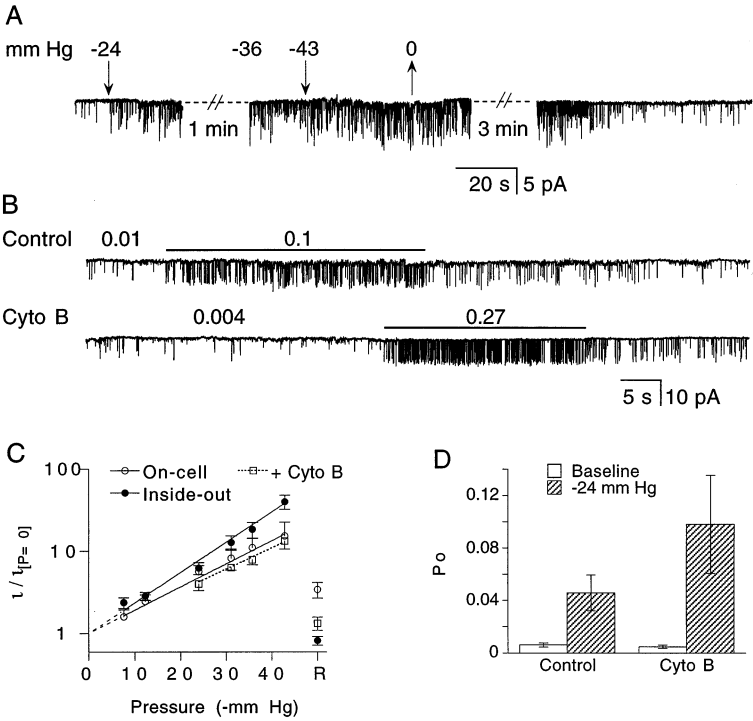 A
mm Hg -24 -36 -43 0
1 min 3 min
20 s 5 pA
B
Control 0.01 0.1
Cyto B 0.004 0.27
5 s 10 pA
C
On-cell + Cyto B
Inside-out
100
10
1
ι / ι[P= 0]
0 10 20 30 40 R
Pressure (-mm Hg)
D
Baseline
-24 mm Hg
0.12
0.08
0.04
0
Po
Control Cyto B